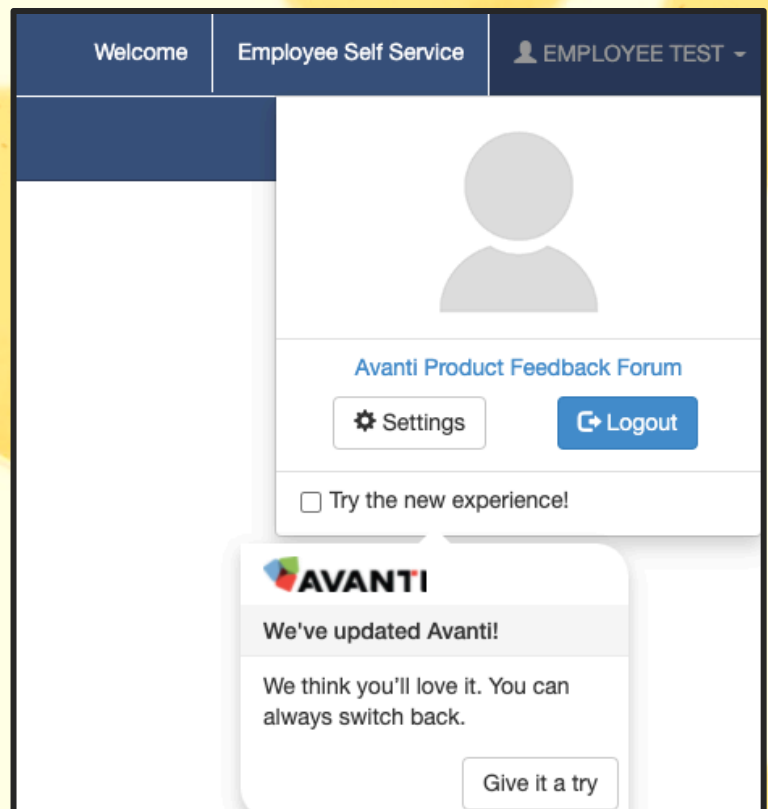 Welcome
Employee Self Service
EMPLOYEE TEST
Avanti Product Feedback Forum
Settings
Logout
Try the new experience!
AVANTI
We've updated Avanti!
We think you'll love it. You can
always switch back.
Give it a try